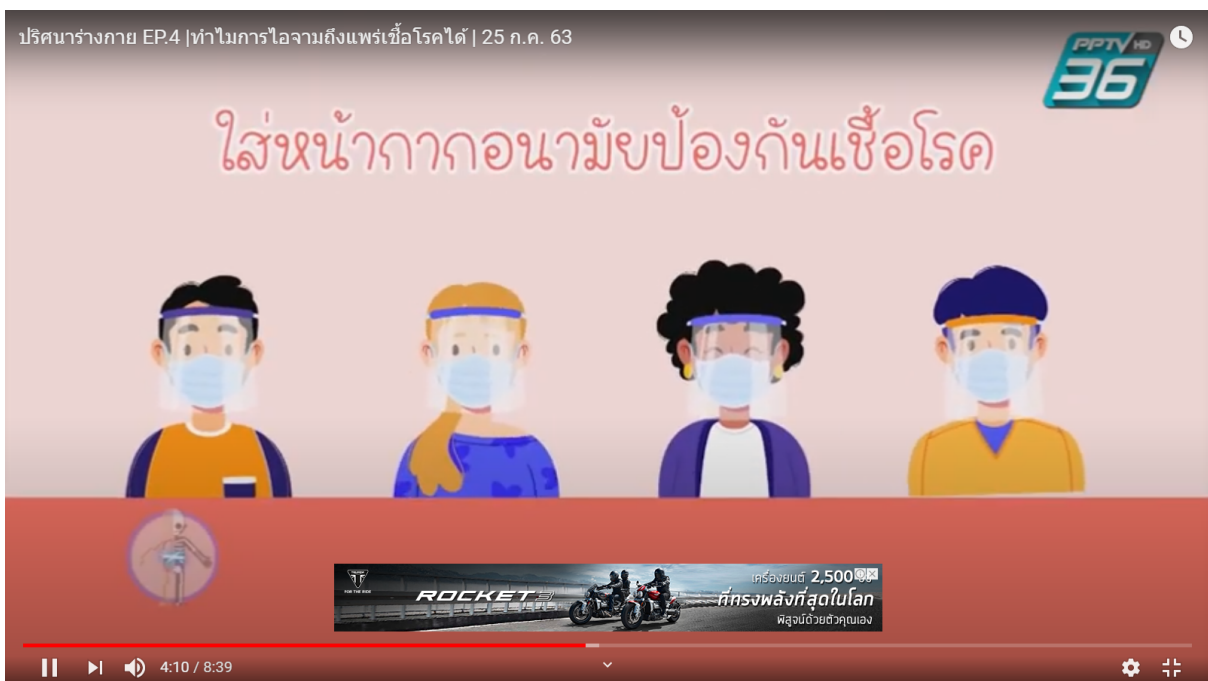 ปริศนาร่างกาย EP.4 |ทำไมการไอจามถึงแพร่เชื้อโรคได้ | 25 ก.ค. 63
PPTV HD
36
ใส่หน้ากากอนามัยป้องกันเชื้อโรค
TRIUMPH
FOR THE RIDE
ROCKET 3
เครื่องยนต์ 2,500
ที่ทรงพลังที่สุดในโลก
พิสูจน์ด้วยตัวคุณเอง
4:10 / 8:39